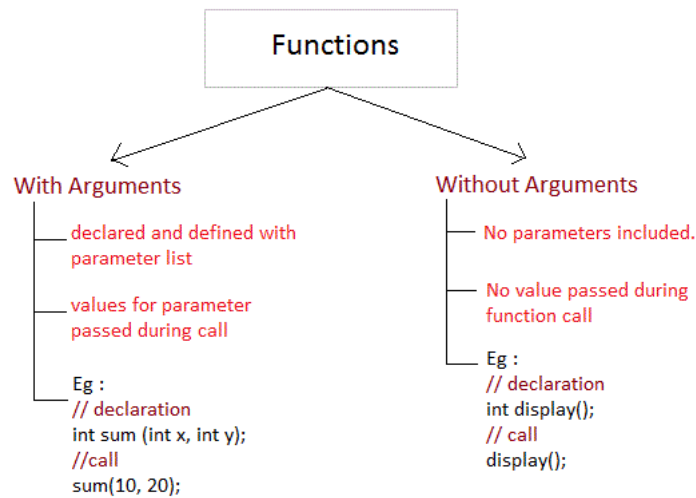 Functions
With Arguments
declared and defined with
parameter list
values for parameter
passed during call
Eg :
// declaration
int sum (int x, int y);
//call
sum(10, 20);
Without Arguments
No parameters included.
No value passed during
function call
Eg :
// declaration
int display();
// call
display();